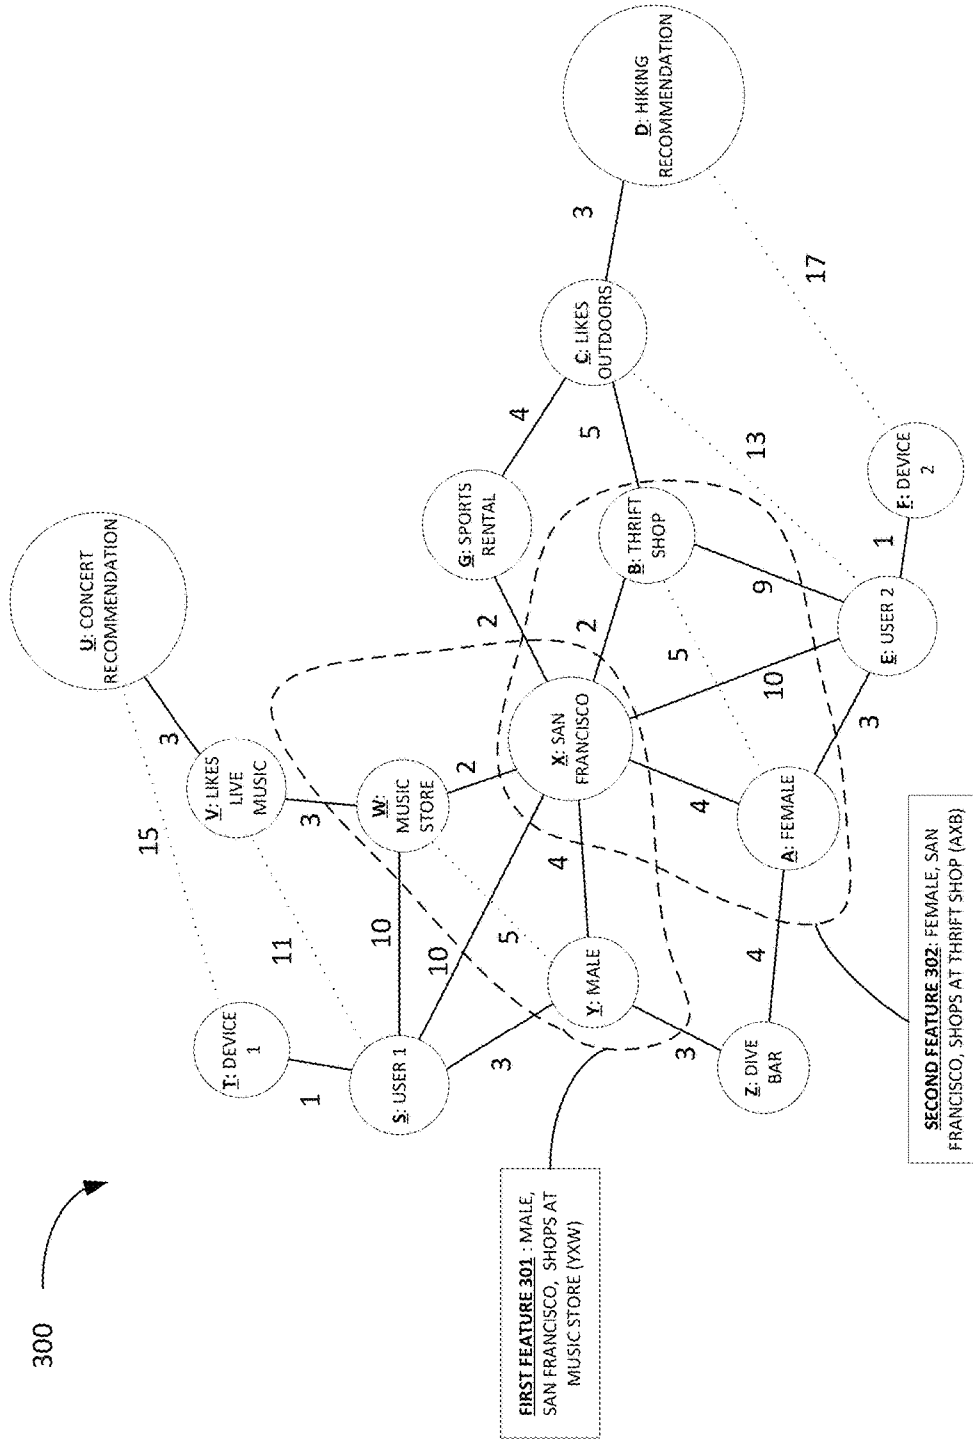 300
U: CONCERT
RECOMMENDATION
15
3
T: DEVICE
1
11
V: LIKES
LIVE
MUSIC
3
1
S: USER 1
10
W:
MUSIC
STORE
2
G: SPORTS
RENTAL
4
2
10
5
3
Y: MALE
4
X: SAN
FRANCISCO
2
B: THRIFT
SHOP
5
C: LIKES
OUTDOORS
3
D: HIKING
RECOMMENDATION
3
Z: DIVE
BAR
4
4
A: FEMALE
5
10
9
13
17
3
E: USER 2
1
F: DEVICE
2
FIRST FEATURE 301 : MALE,
SAN FRANCISCO, SHOPS AT
MUSIC STORE (YXW)
SECOND FEATURE 302: FEMALE, SAN
FRANCISCO, SHOPS AT THRIFT SHOP (AXB)